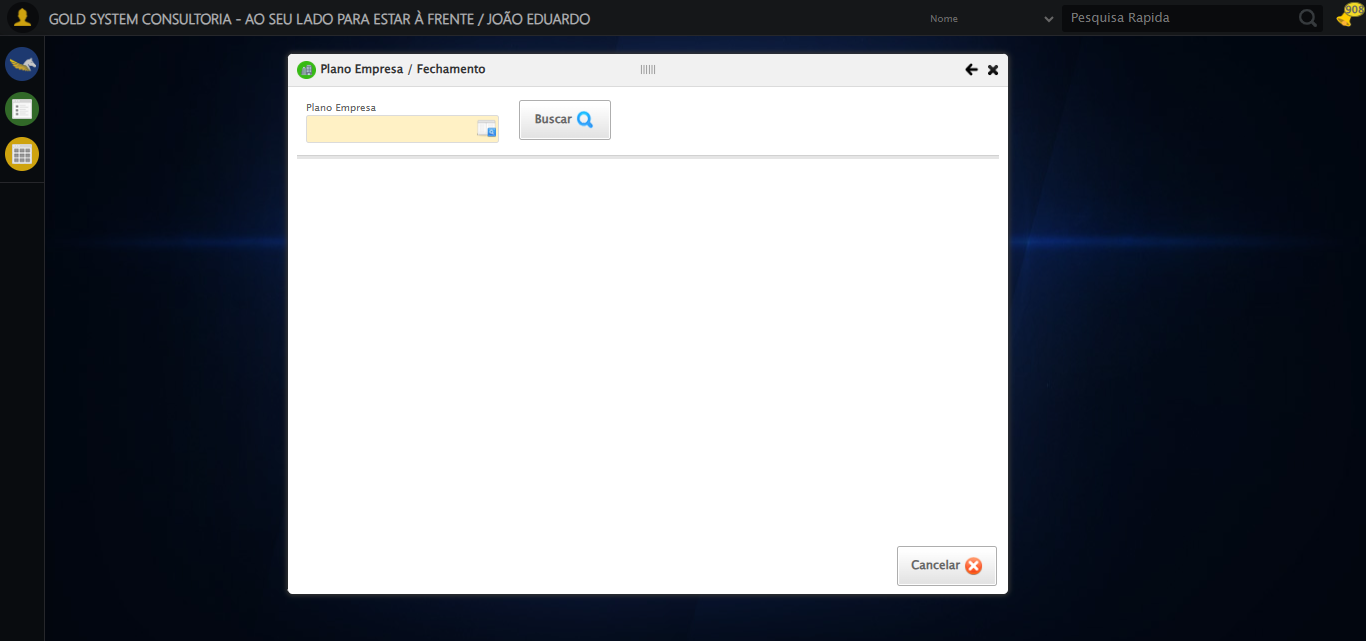 GOLD SYSTEM CONSULTORIA - AO SEU LADO PARA ESTAR À FRENTE / JOÃO EDUARDO
Nome
Pesquisa Rapida
908
Plano Empresa / Fechamento
Plano Empresa
Buscar
Cancelar